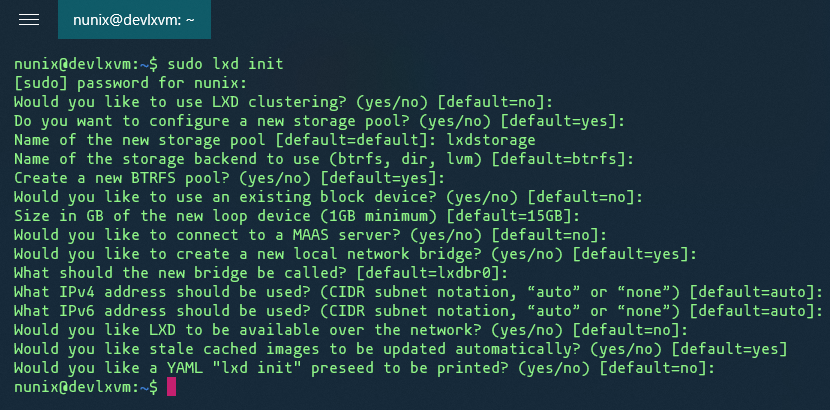 nunix@devlxvm: ~
nunix@devlxvm:~$ sudo lxd init
[sudo] password for nunix:
Would you like to use LXD clustering? (yes/no) [default=no]:
Do you want to configure a new storage pool? (yes/no) [default=yes]:
Name of the new storage pool [default=default]: lxdstorage
Name of the storage backend to use (btrfs, dir, lvm) [default=btrfs]:
Create a new BTRFS pool? (yes/no) [default=yes]:
Would you like to use an existing block device? (yes/no) [default=no]:
Size in GB of the new loop device (1GB minimum) [default=15GB]:
Would you like to connect to a MAAS server? (yes/no) [default=no]:
Would you like to create a new local network bridge? (yes/no) [default=yes]:
What should the new bridge be called? [default=lxdbr0]:
What IPv4 address should be used? (CIDR subnet notation, “auto” or “none”) [default=auto]:
What IPv6 address should be used? (CIDR subnet notation, “auto” or “none”) [default=auto]:
Would you like LXD to be available over the network? (yes/no) [default=no]:
Would you like stale cached images to be updated automatically? (yes/no) [default=yes]
Would you like a YAML "lxd init" preseed to be printed? (yes/no) [default=no]:
nunix@devlxvm:~$